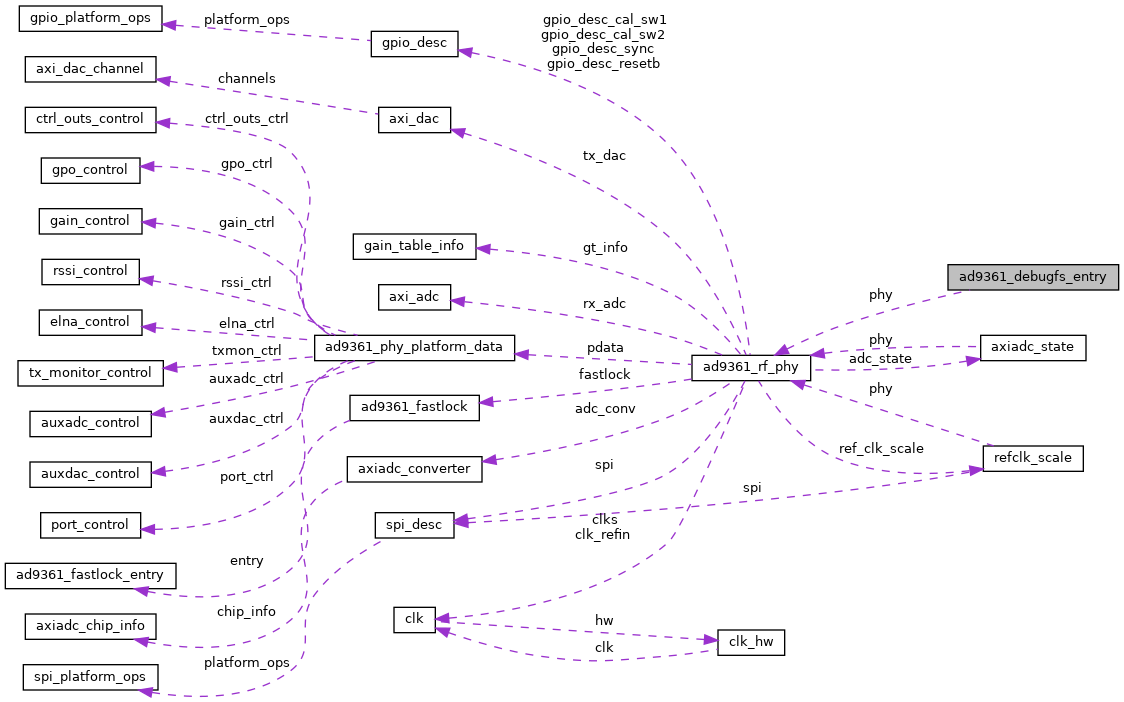 gpio_platform_ops
platform_ops
gpio_desc_cal_sw1
gpio_desc_cal_sw2
gpio_desc_sync
gpio_desc_resetb
gpio_desc
axi_dac_channel
channels
ctrl_outs_control
ctrl_outs_ctrl
axi_dac
gpo_control
gpo_ctrl
tx_dac
gain_control
gain_ctrl
gain_table_info
gt_info
rssi_control
rssi_ctrl
ad9361_debugfs_entry
axi_adc
rx_adc
phy
elna_control
elna_ctrl
ad9361_phy_platform_data
pdata
phy
axiadc_state
tx_monitor_control
txmon_ctrl
ad9361_rf_phy
adc_state
fastlock
auxadc_ctrl
phy
auxadc_control
ad9361_fastlock
adc_conv
auxdac_ctrl
ref_clk_scale
auxdac_control
axiadc_converter
spi
refclk_scale
port_ctrl
spi
port_control
spi_desc
clks
clk_refin
entry
ad9361_fastlock_entry
chip_info
axiadc_chip_info
clk
hw
clk_hw
clk
platform_ops
spi_platform_ops